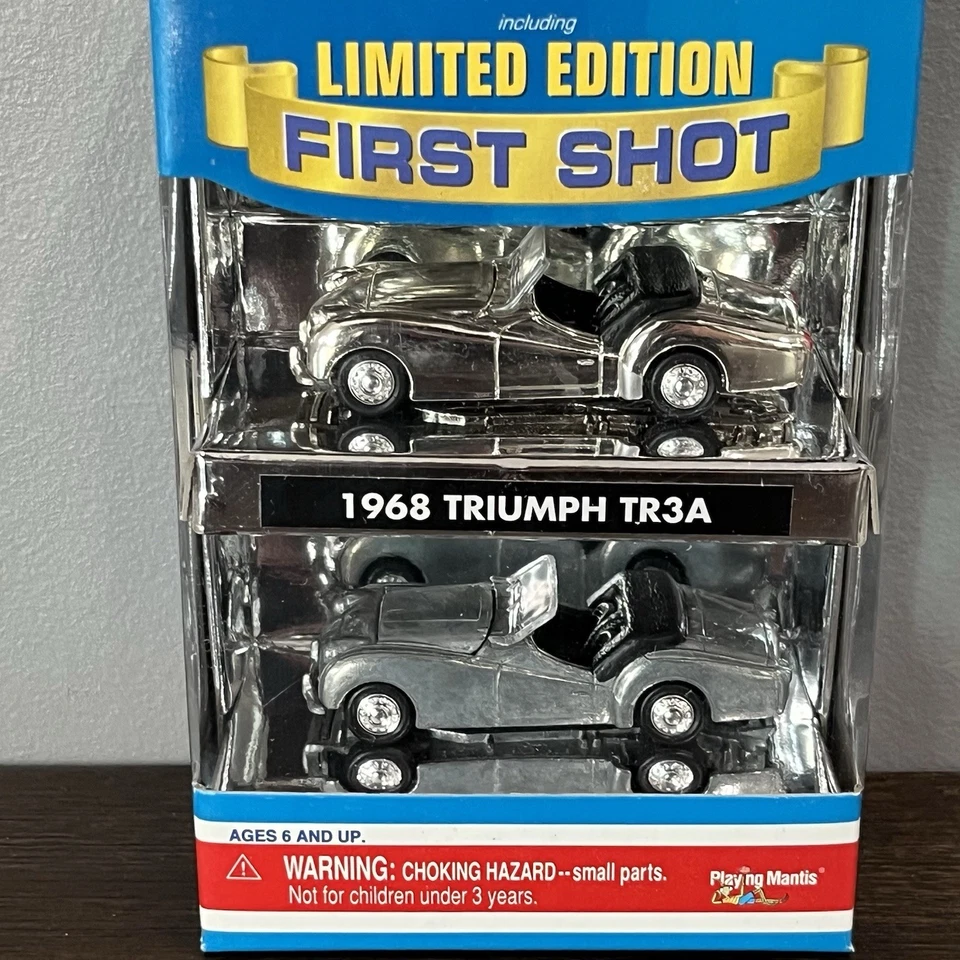 including
LIMITED EDITION
FIRST SHOT
1968 TRIUMPH TR3A
AGES 6 AND UP.
WARNING: CHOKING HAZARD--small parts.
Not for children under 3 years.
Playing Mantis®